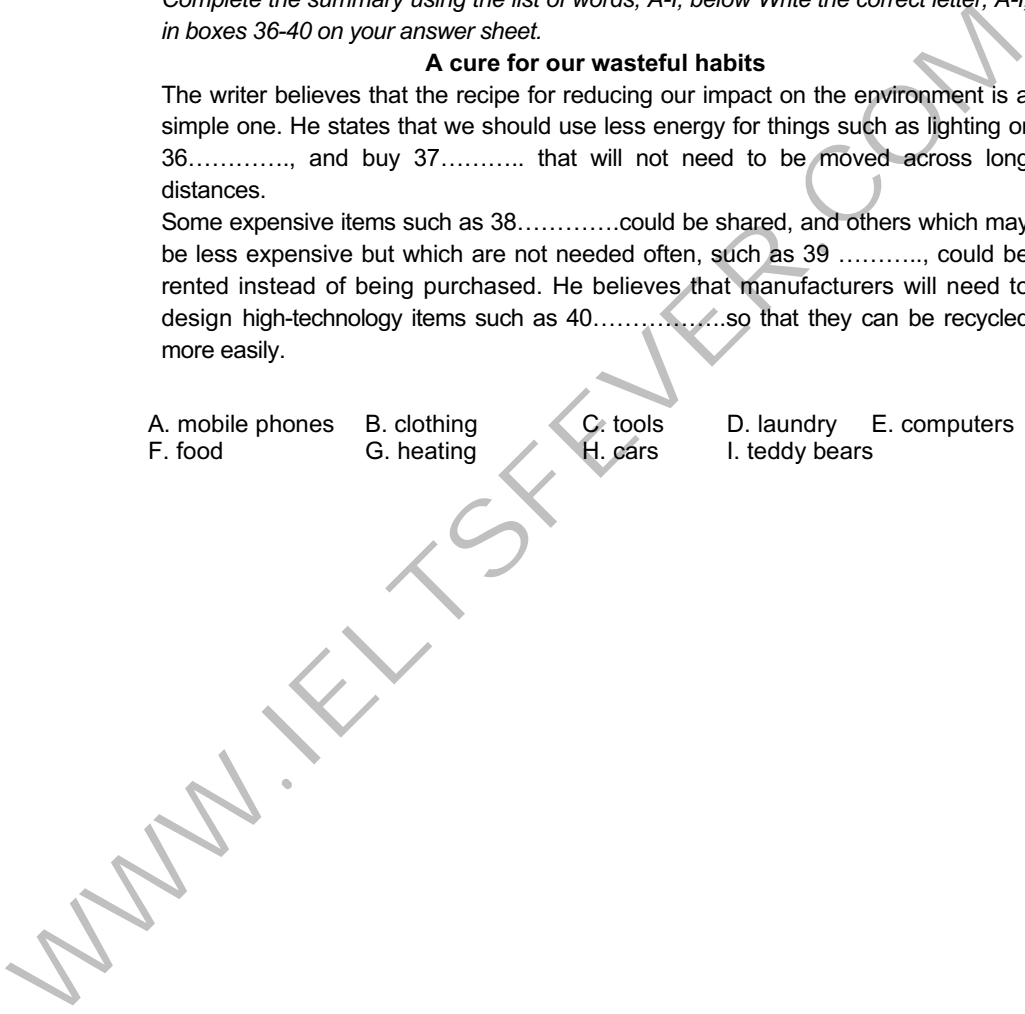 Complete the summary using the list of words, A-I, below Write the correct letter, A-I,
in boxes 36-40 on your answer sheet.
A cure for our wasteful habits
The writer believes that the recipe for reducing our impact on the environment is a
simple one. He states that we should use less energy for things such as lighting or
36…………., and buy 37……….. that will not need to be moved across long
distances.
Some expensive items such as 38………….could be shared, and others which may
be less expensive but which are not needed often, such as 39 ……….., could be
rented instead of being purchased. He believes that manufacturers will need to
design high-technology items such as 40……………..so that they can be recycled
more easily.
A. mobile phones B. clothing C. tools D. laundry E. computers
F. food G. heating H. cars I. teddy bears
WWW.IELTSFEVER.COM